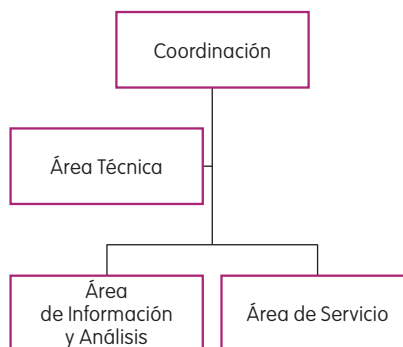 Coordinación
Área Técnica
Área
de Información
y Análisis
Área de Servicio